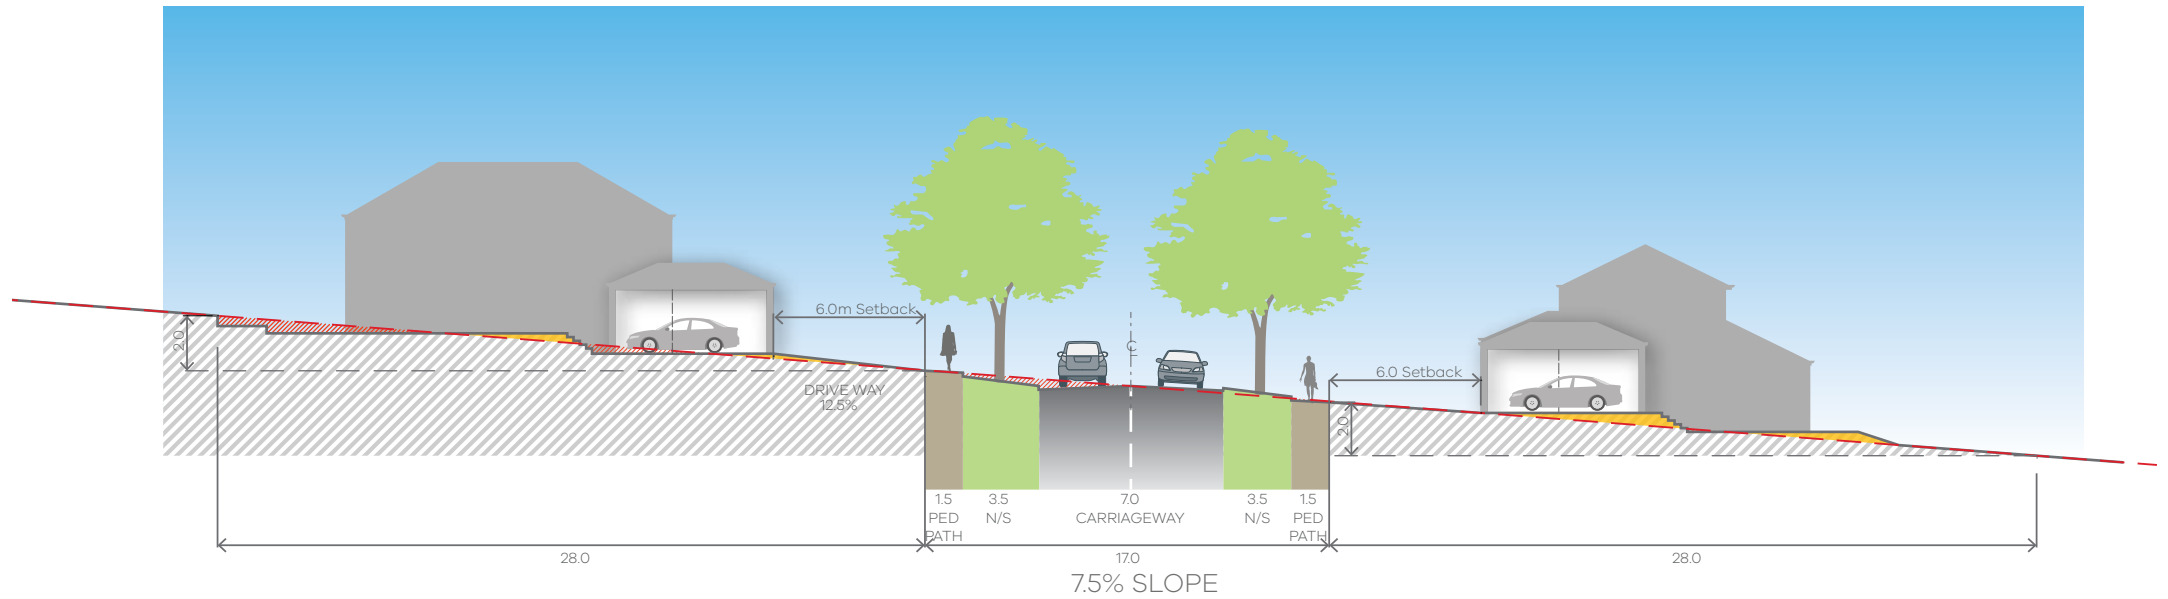 6.0m Setback
2.0
C
L
DRIVE WAY
12.5%
6.0 Setback
2.0
1.5
PED
PATH
3.5
N/S
7.0
CARRIAGEWAY
3.5
N/S
1.5
PED
PATH
28.0
17.0
28.0
7.5% SLOPE